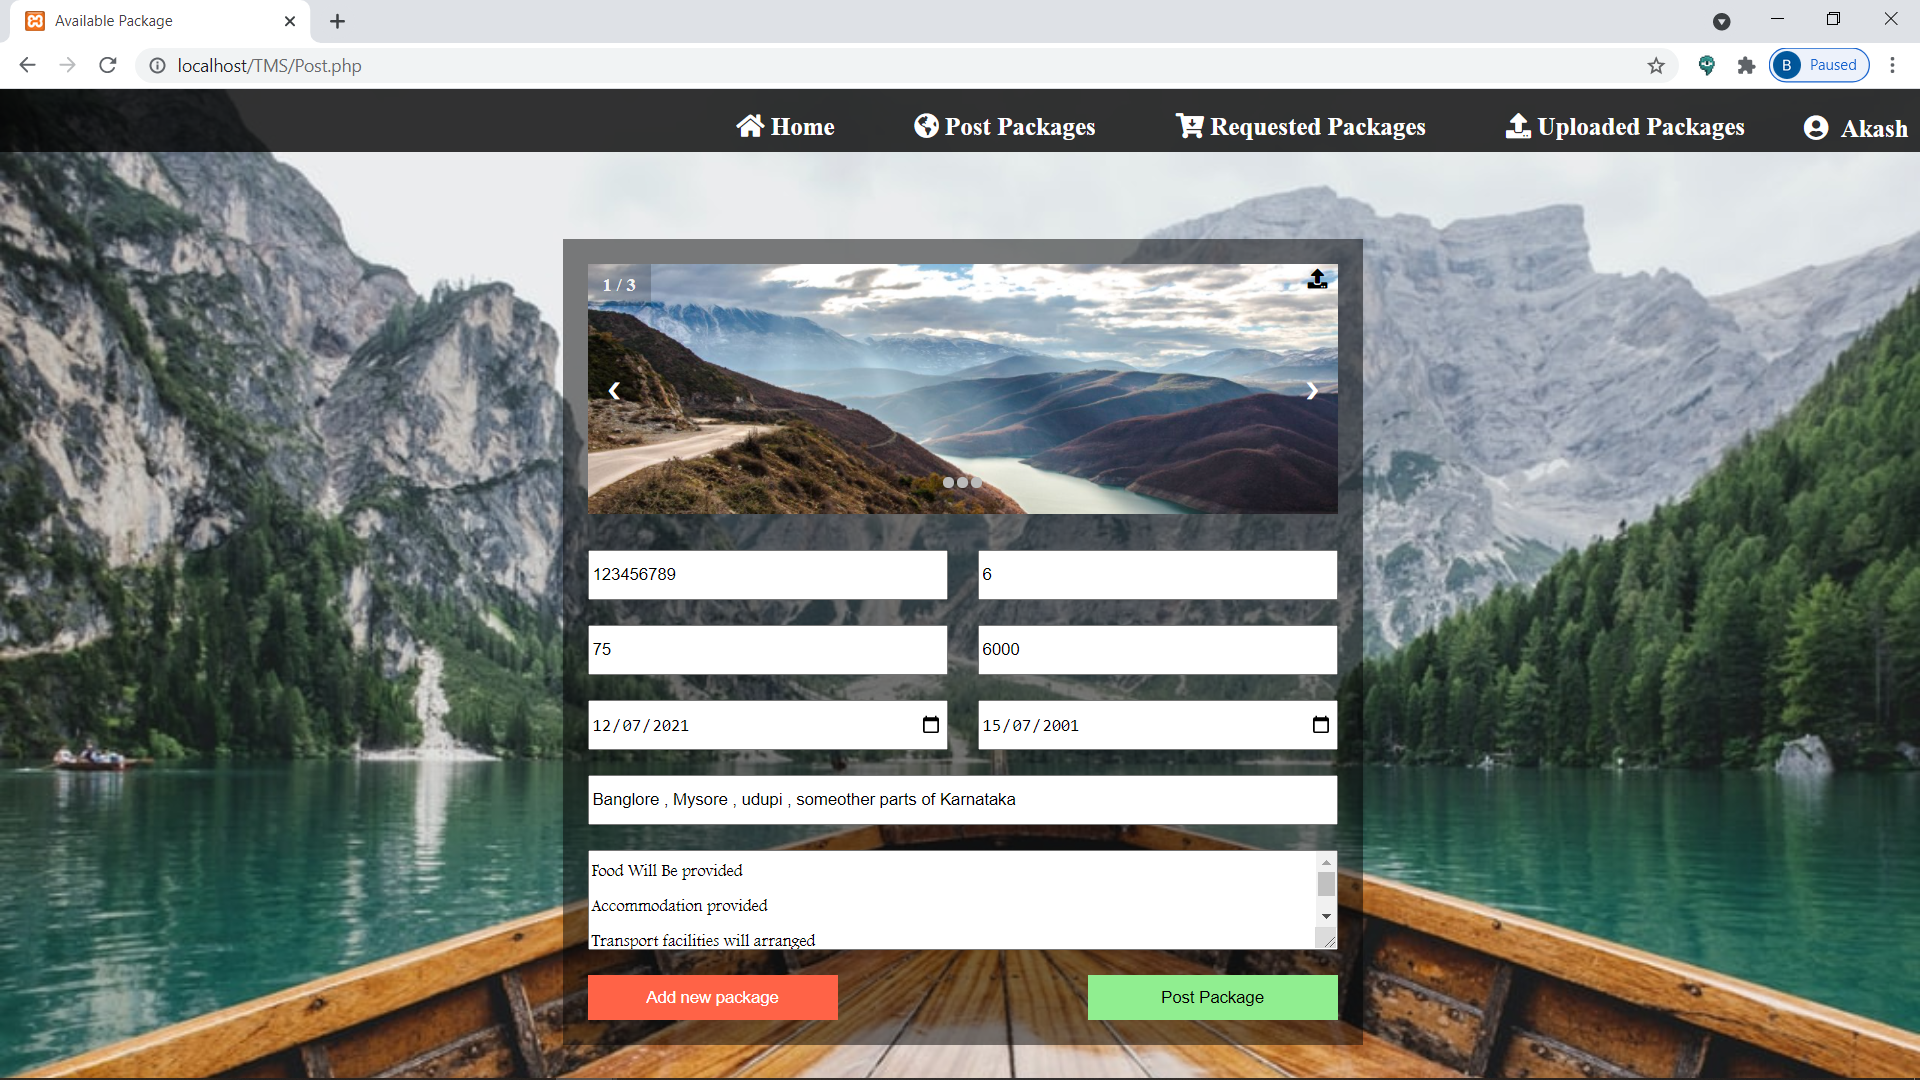 Available Package
localhost/TMS/Post.php
B Paused
Home Post Packages Requested Packages Uploaded Packages Akash
1 / 3
123456789 6
75 6000
12/07/2021 15/07/2001
Banglore , Mysore , udupi , someother parts of Karnataka
Food Will Be provided
Accommodation provided
Transport facilities will arranged
Add new package Post Package